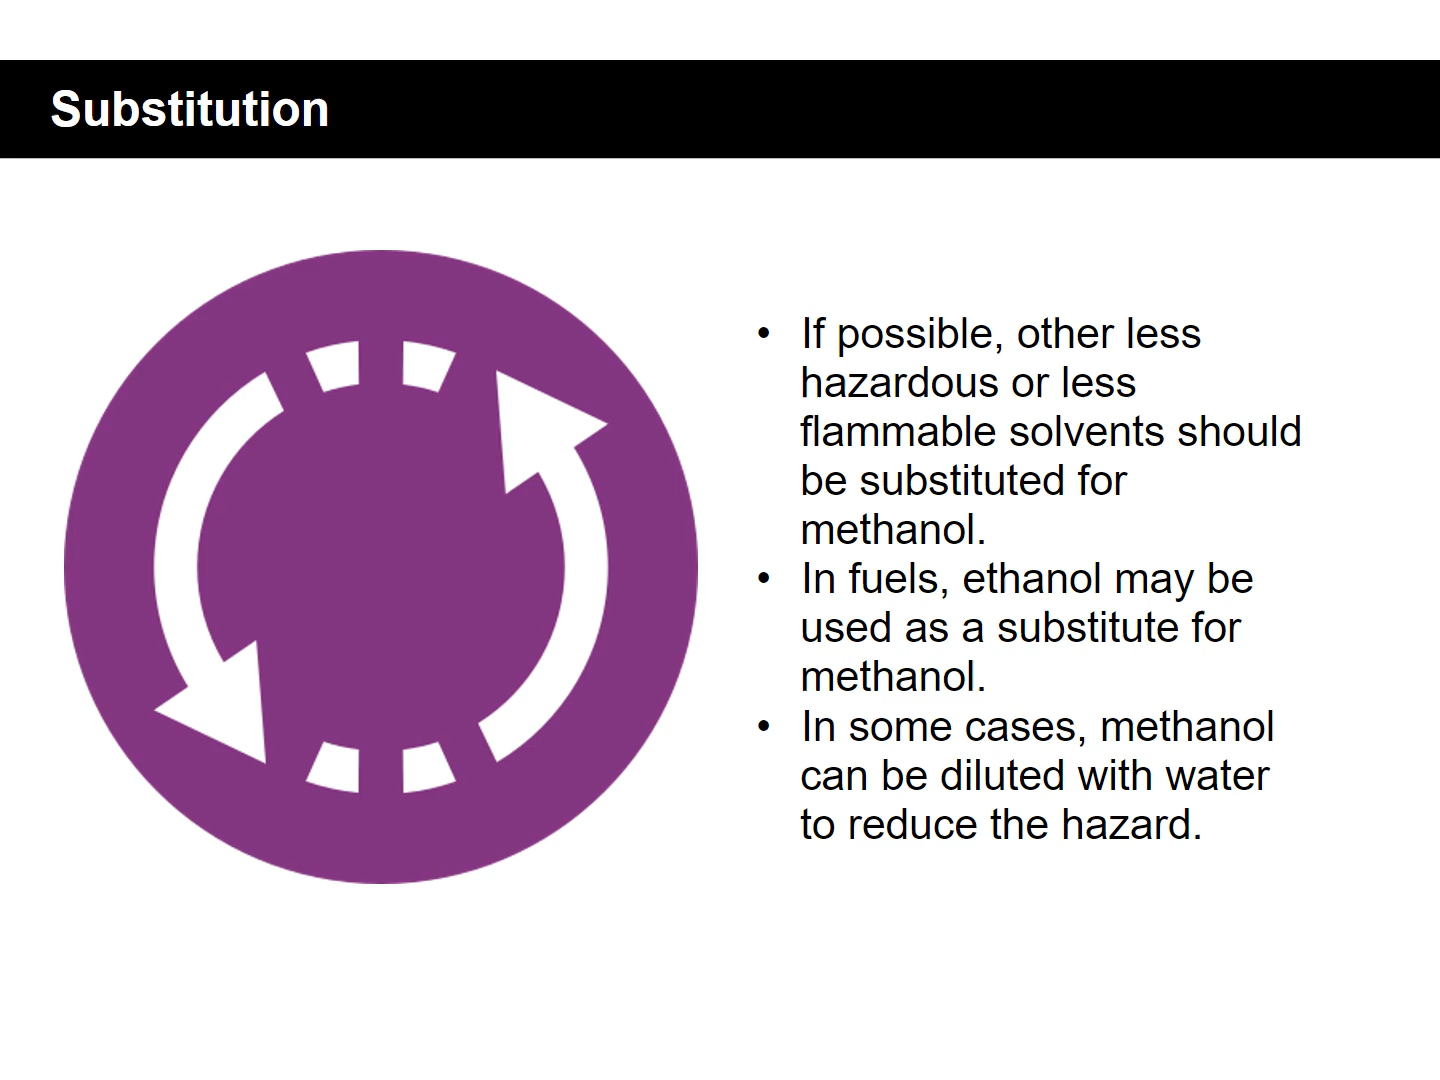 Substitution
• If possible, other less
hazardous or less
flammable solvents should
be substituted for
methanol.
• In fuels, ethanol may be
used as a substitute for
methanol.
• In some cases, methanol
can be diluted with water
to reduce the hazard.